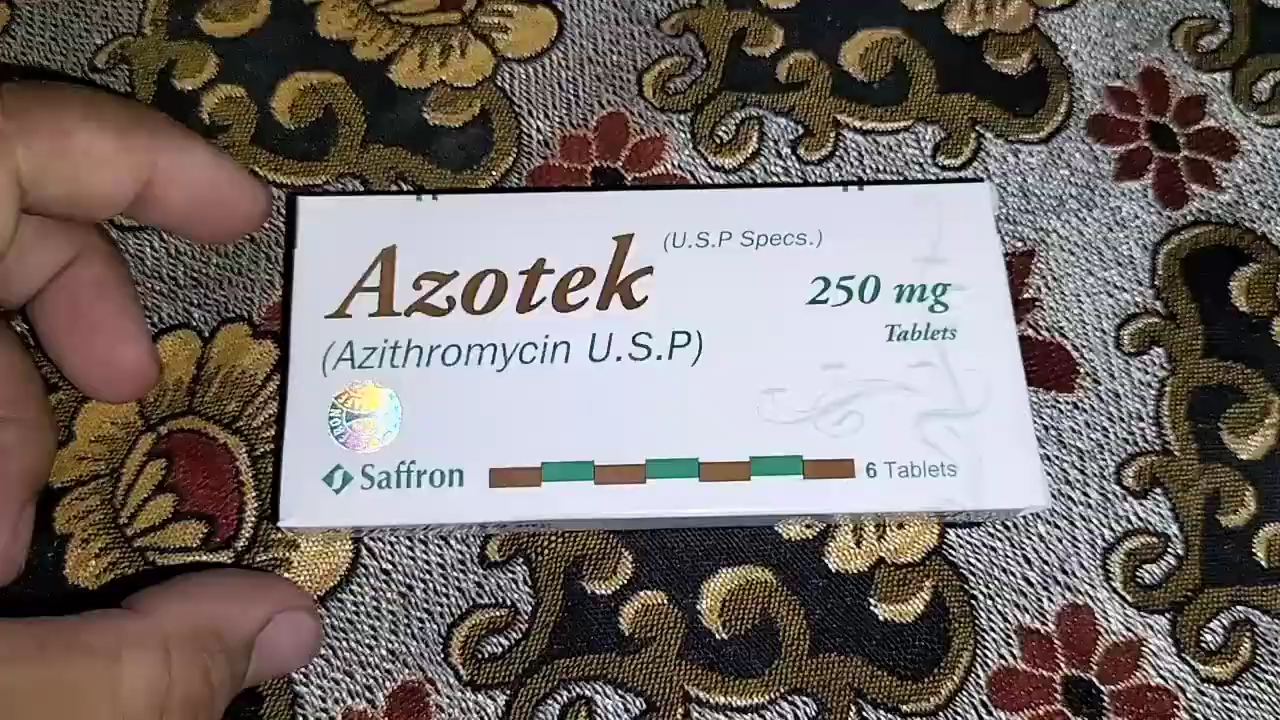 Azotek (U.S.P Specs.)
250 mg
Tablets
(Azithromycin U.S.P)
Saffron
6 Tablets